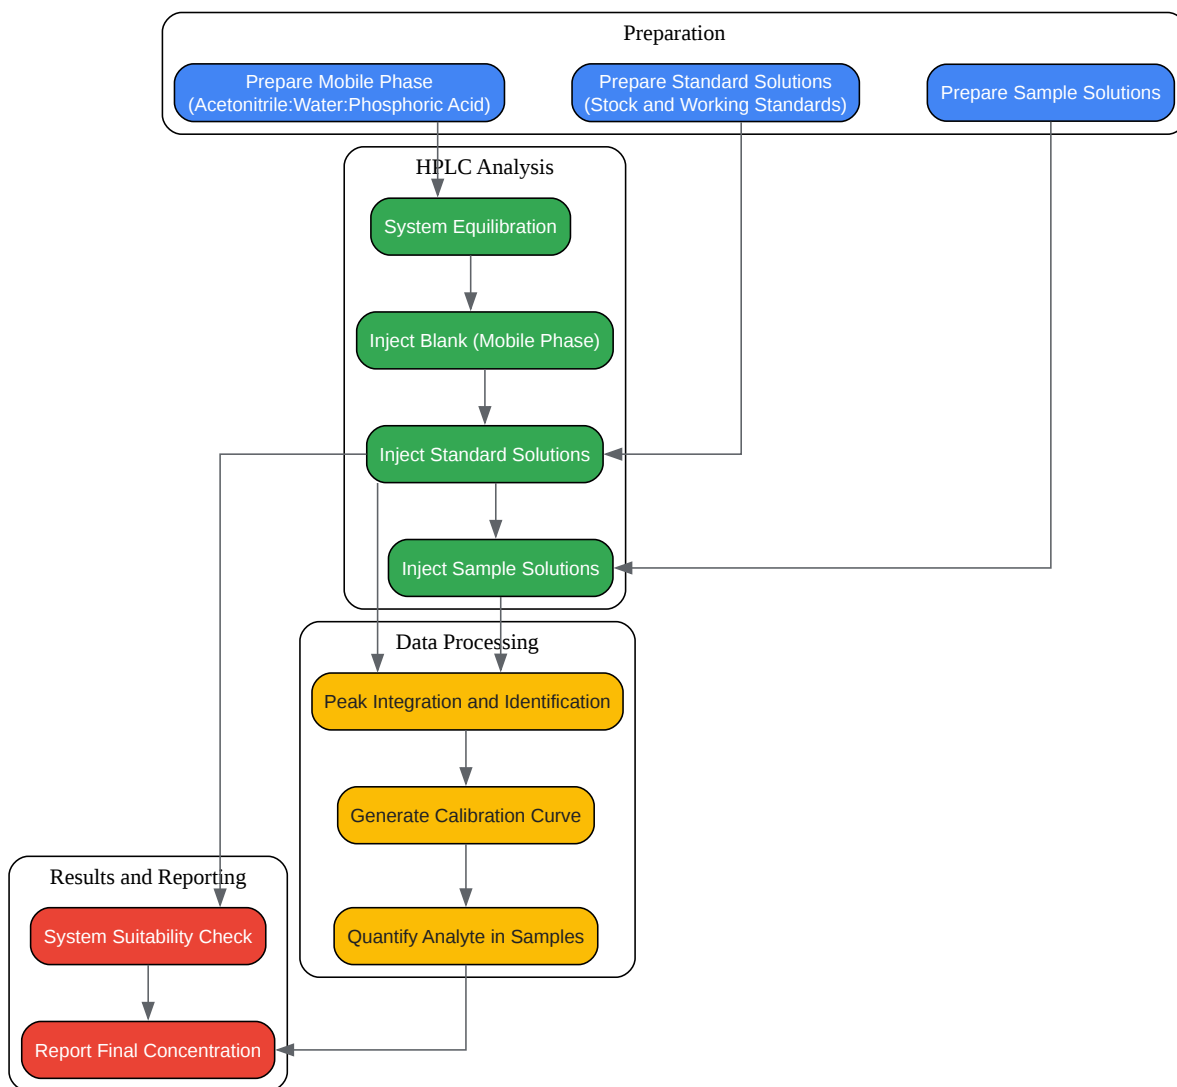 Preparation
Prepare Mobile Phase
(Acetonitrile:Water:Phosphoric Acid)
Prepare Standard Solutions
(Stock and Working Standards)
Prepare Sample Solutions
HPLC Analysis
System Equilibration
Inject Blank (Mobile Phase)
Inject Standard Solutions
Inject Sample Solutions
Data Processing
Peak Integration and Identification
Generate Calibration Curve
Quantify Analyte in Samples
Results and Reporting
System Suitability Check
Report Final Concentration